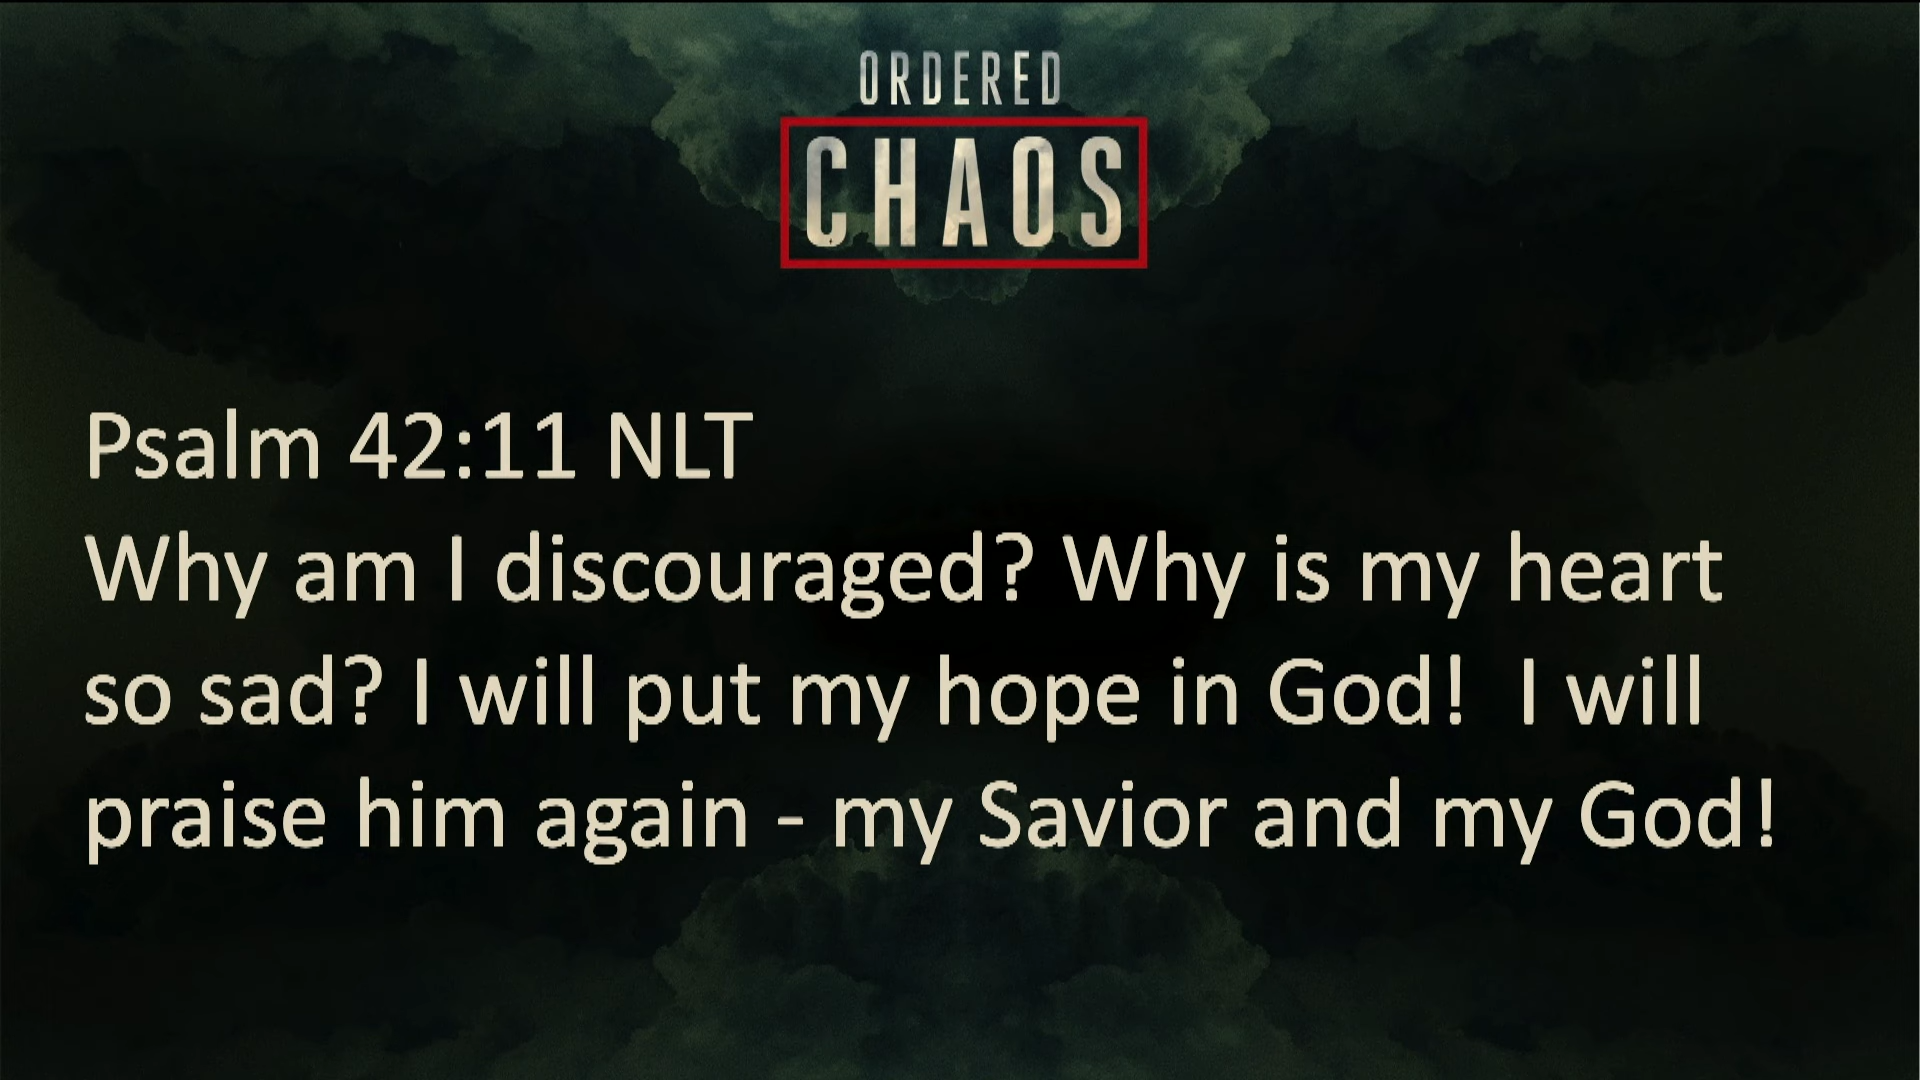 ORDERED
CHAOS
Psalm 42:11 NLT
Why am I discouraged? Why is my heart
so sad? I will put my hope in God!  I will
praise him again - my Savior and my God!